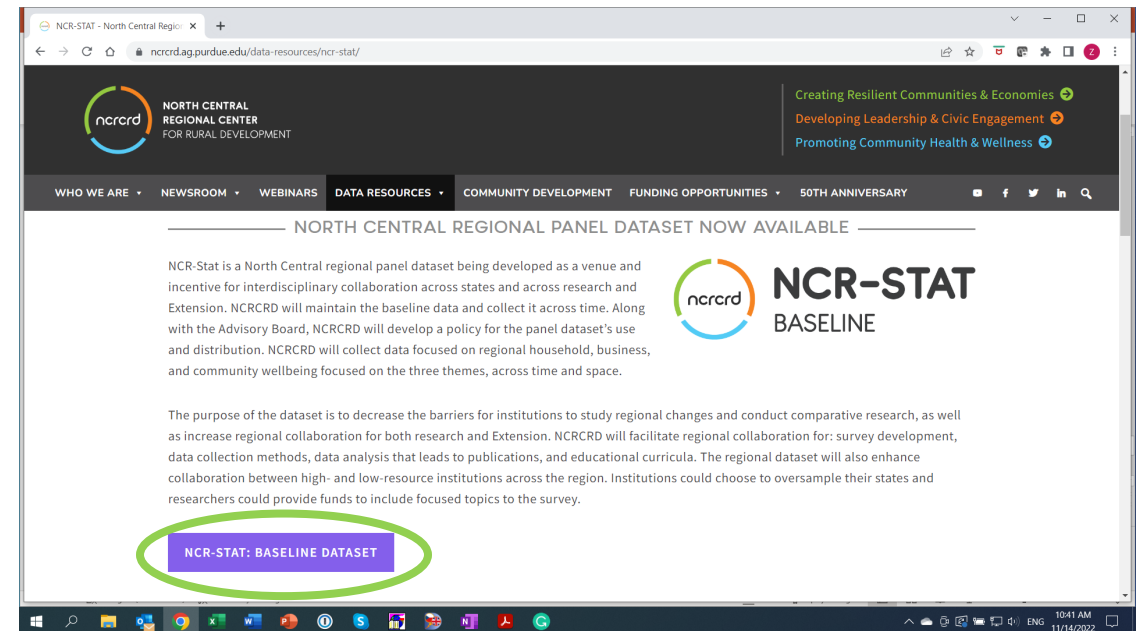 NCR-STAT - North Central Region
ncrcrd.ag.purdue.edu/data-resources/ncr-stat/
Z
ncrcrd
NORTH CENTRAL
REGIONAL CENTER
FOR RURAL DEVELOPMENT
Creating Resilient Communities & Economies
Developing Leadership & Civic Engagement
Promoting Community Health & Wellness
WHO WE ARE NEWSROOM WEBINARS DATA RESOURCES COMMUNITY DEVELOPMENT FUNDING OPPORTUNITIES 50TH ANNIVERSARY
NORTH CENTRAL REGIONAL PANEL DATASET NOW AVAILABLE
NCR-Stat is a North Central regional panel dataset being developed as a venue and
incentive for interdisciplinary collaboration across states and across research and
Extension. NCRCRD will maintain the baseline data and collect it across time. Along
with the Advisory Board, NCRCRD will develop a policy for the panel dataset's use
and distribution. NCRCRD will collect data focused on regional household, business,
and community wellbeing focused on the three themes, across time and space.
ncrcrd
NCR-STAT
BASELINE
The purpose of the dataset is to decrease the barriers for institutions to study regional changes and conduct comparative research, as well
as increase regional collaboration for both research and Extension. NCRCRD will facilitate regional collaboration for: survey development,
data collection methods, data analysis that leads to publications, and educational curricula. The regional dataset will also enhance
collaboration between high- and low-resource institutions across the region. Institutions could choose to oversample their states and
researchers could provide funds to include focused topics to the survey.
NCR-STAT: BASELINE DATASET
ENG
10:41 AM
11/14/2022